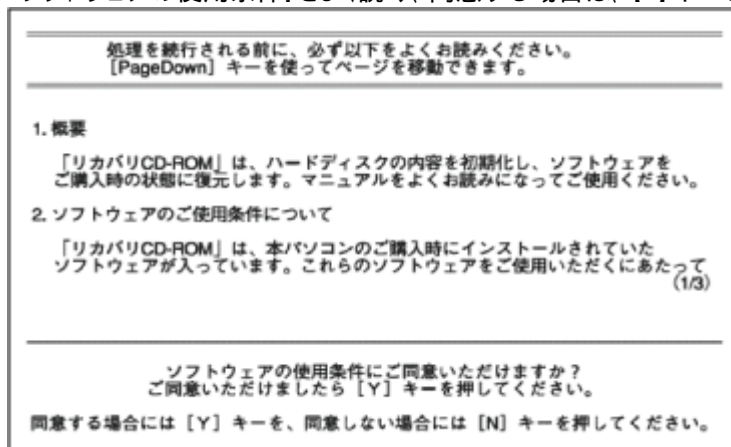 処理を続行される前に、必ず以下をよくお読みください。
［PageDown］キーを使ってページを移動できます。
1. 概要
「リカバリCD-ROM」は、ハードディスクの内容を初期化し、ソフトウェアを
ご購入時の状態に復元します。マニュアルをよくお読みになってご使用ください。
2. ソフトウェアのご使用条件について
「リカバリCD-ROM」は、本パソコンのご購入時にインストールされていた
ソフトウェアが入っています。これらのソフトウェアをご使用いただくにあたって
(1/3)
ソフトウェアの使用条件にご同意いただけますか？
ご同意いただけましたら［Y］キーを押してください。
同意する場合には［Y］キーを、同意しない場合には［N］キーを押してください。